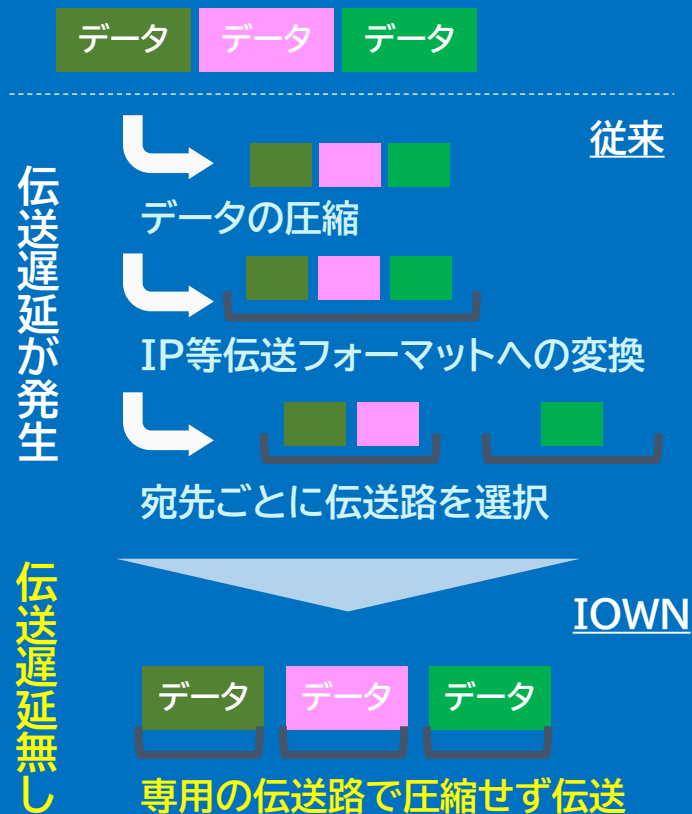 データ データ データ
従来
伝送遅延が発生
データの圧縮
IP等伝送フォーマットへの変換
宛先ごとに伝送路を選択
IOWN
伝送遅延無し
データ データ データ
専用の伝送路で圧縮せず伝送